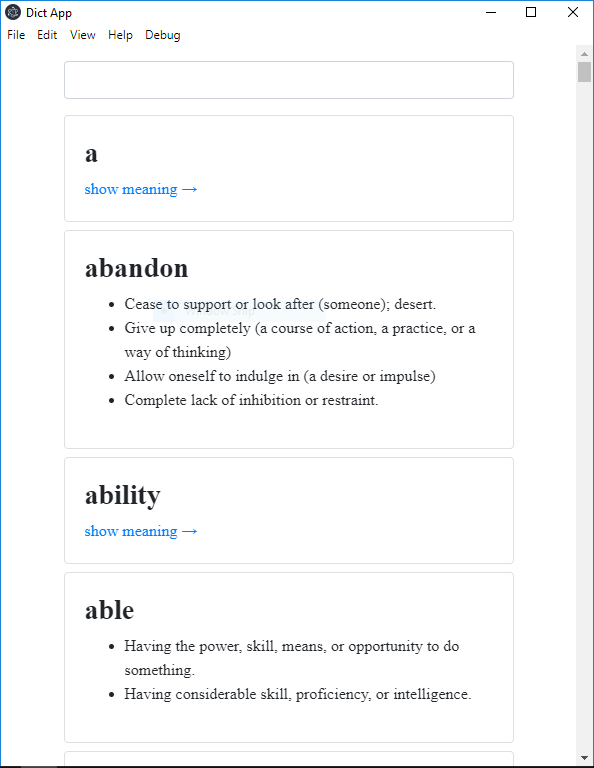 Dict App
File Edit View Help Debug
a
show meaning →
abandon
Cease to support or look after (someone); desert.
Give up completely (a course of action, a practice, or a
way of thinking)
Allow oneself to indulge in (a desire or impulse)
Complete lack of inhibition or restraint.
ability
show meaning →
able
Having the power, skill, means, or opportunity to do
something.
Having considerable skill, proficiency, or intelligence.